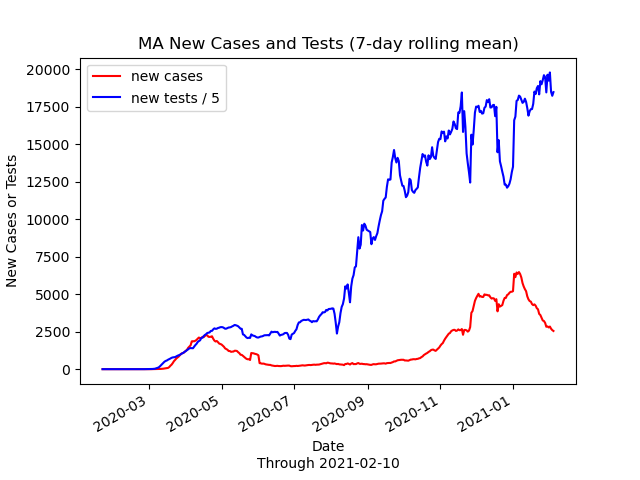 MA New Cases and Tests (7-day rolling mean)
new cases
new tests / 5
20000
17500
15000
12500
10000
7500
5000
2500
0
New Cases or Tests
2020-03
2020-05
2020-07
2020-09
2020-11
2021-01
Date
Through 2021-02-10